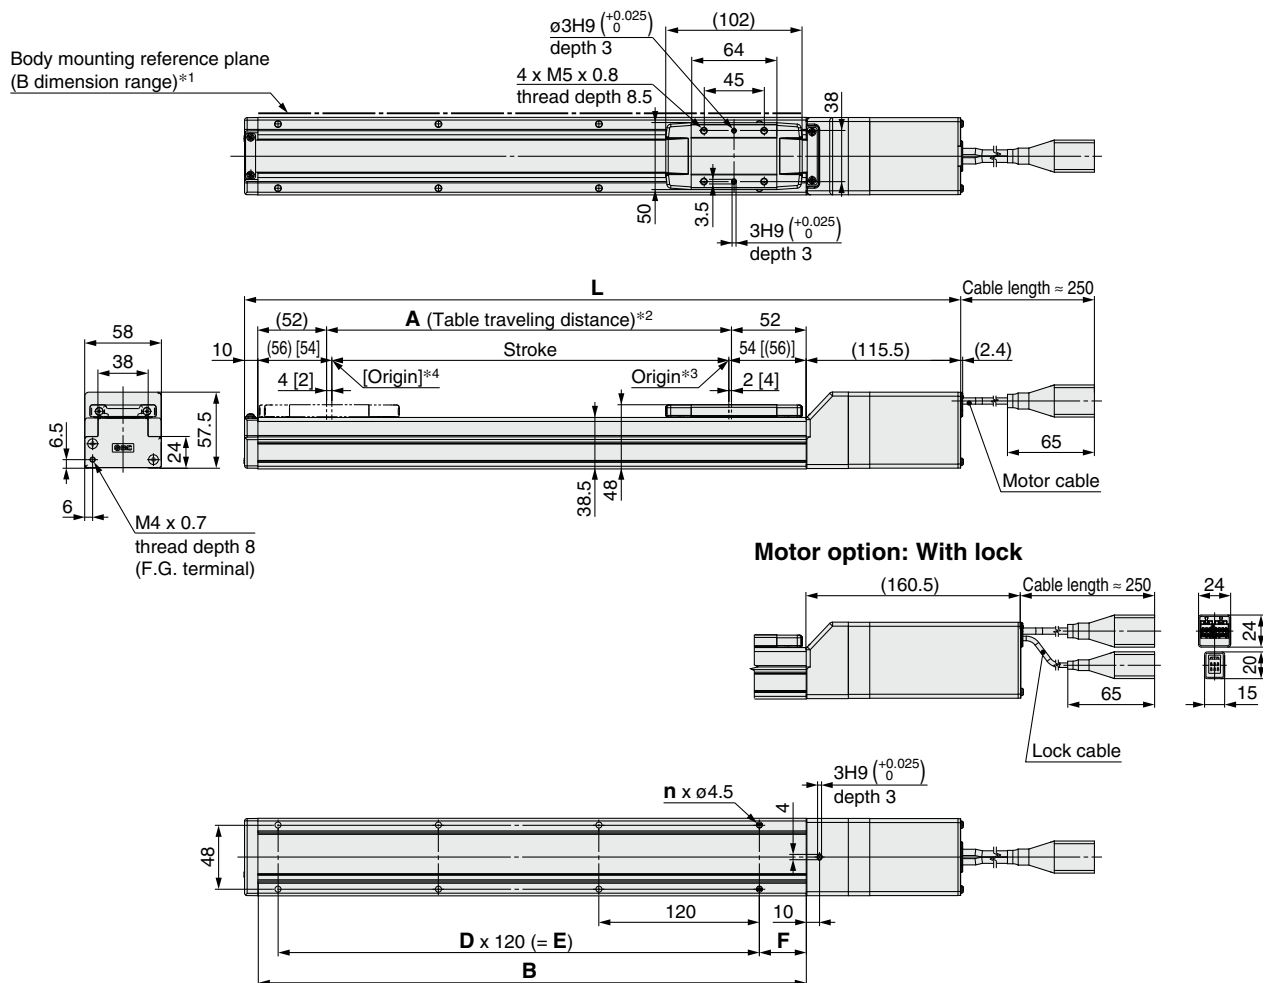 Body mounting reference plane
(B dimension range)*1
ø3H9 (+0.025 0)
depth 3
4 x M5 x 0.8
thread depth 8.5
(102)
64
45
38
50
3.5
3H9 (+0.025 0)
depth 3
L
Cable length ≈ 250
(52)
A (Table traveling distance)*2
52
10
(56) [54]
Stroke
54 [(56)]
(115.5)
(2.4)
4 [2]
[Origin]*4
Origin*3
2 [4]
58
38
6.5
24
57.5
6
M4 x 0.7
thread depth 8
(F.G. terminal)
38.5
48
65
Motor cable
Motor option: With lock
(160.5)
Cable length ≈ 250
24
24
20
15
65
Lock cable
n x ø4.5
3H9 (+0.025 0)
depth 3
4
48
120
10
D x 120 (= E)
F
B